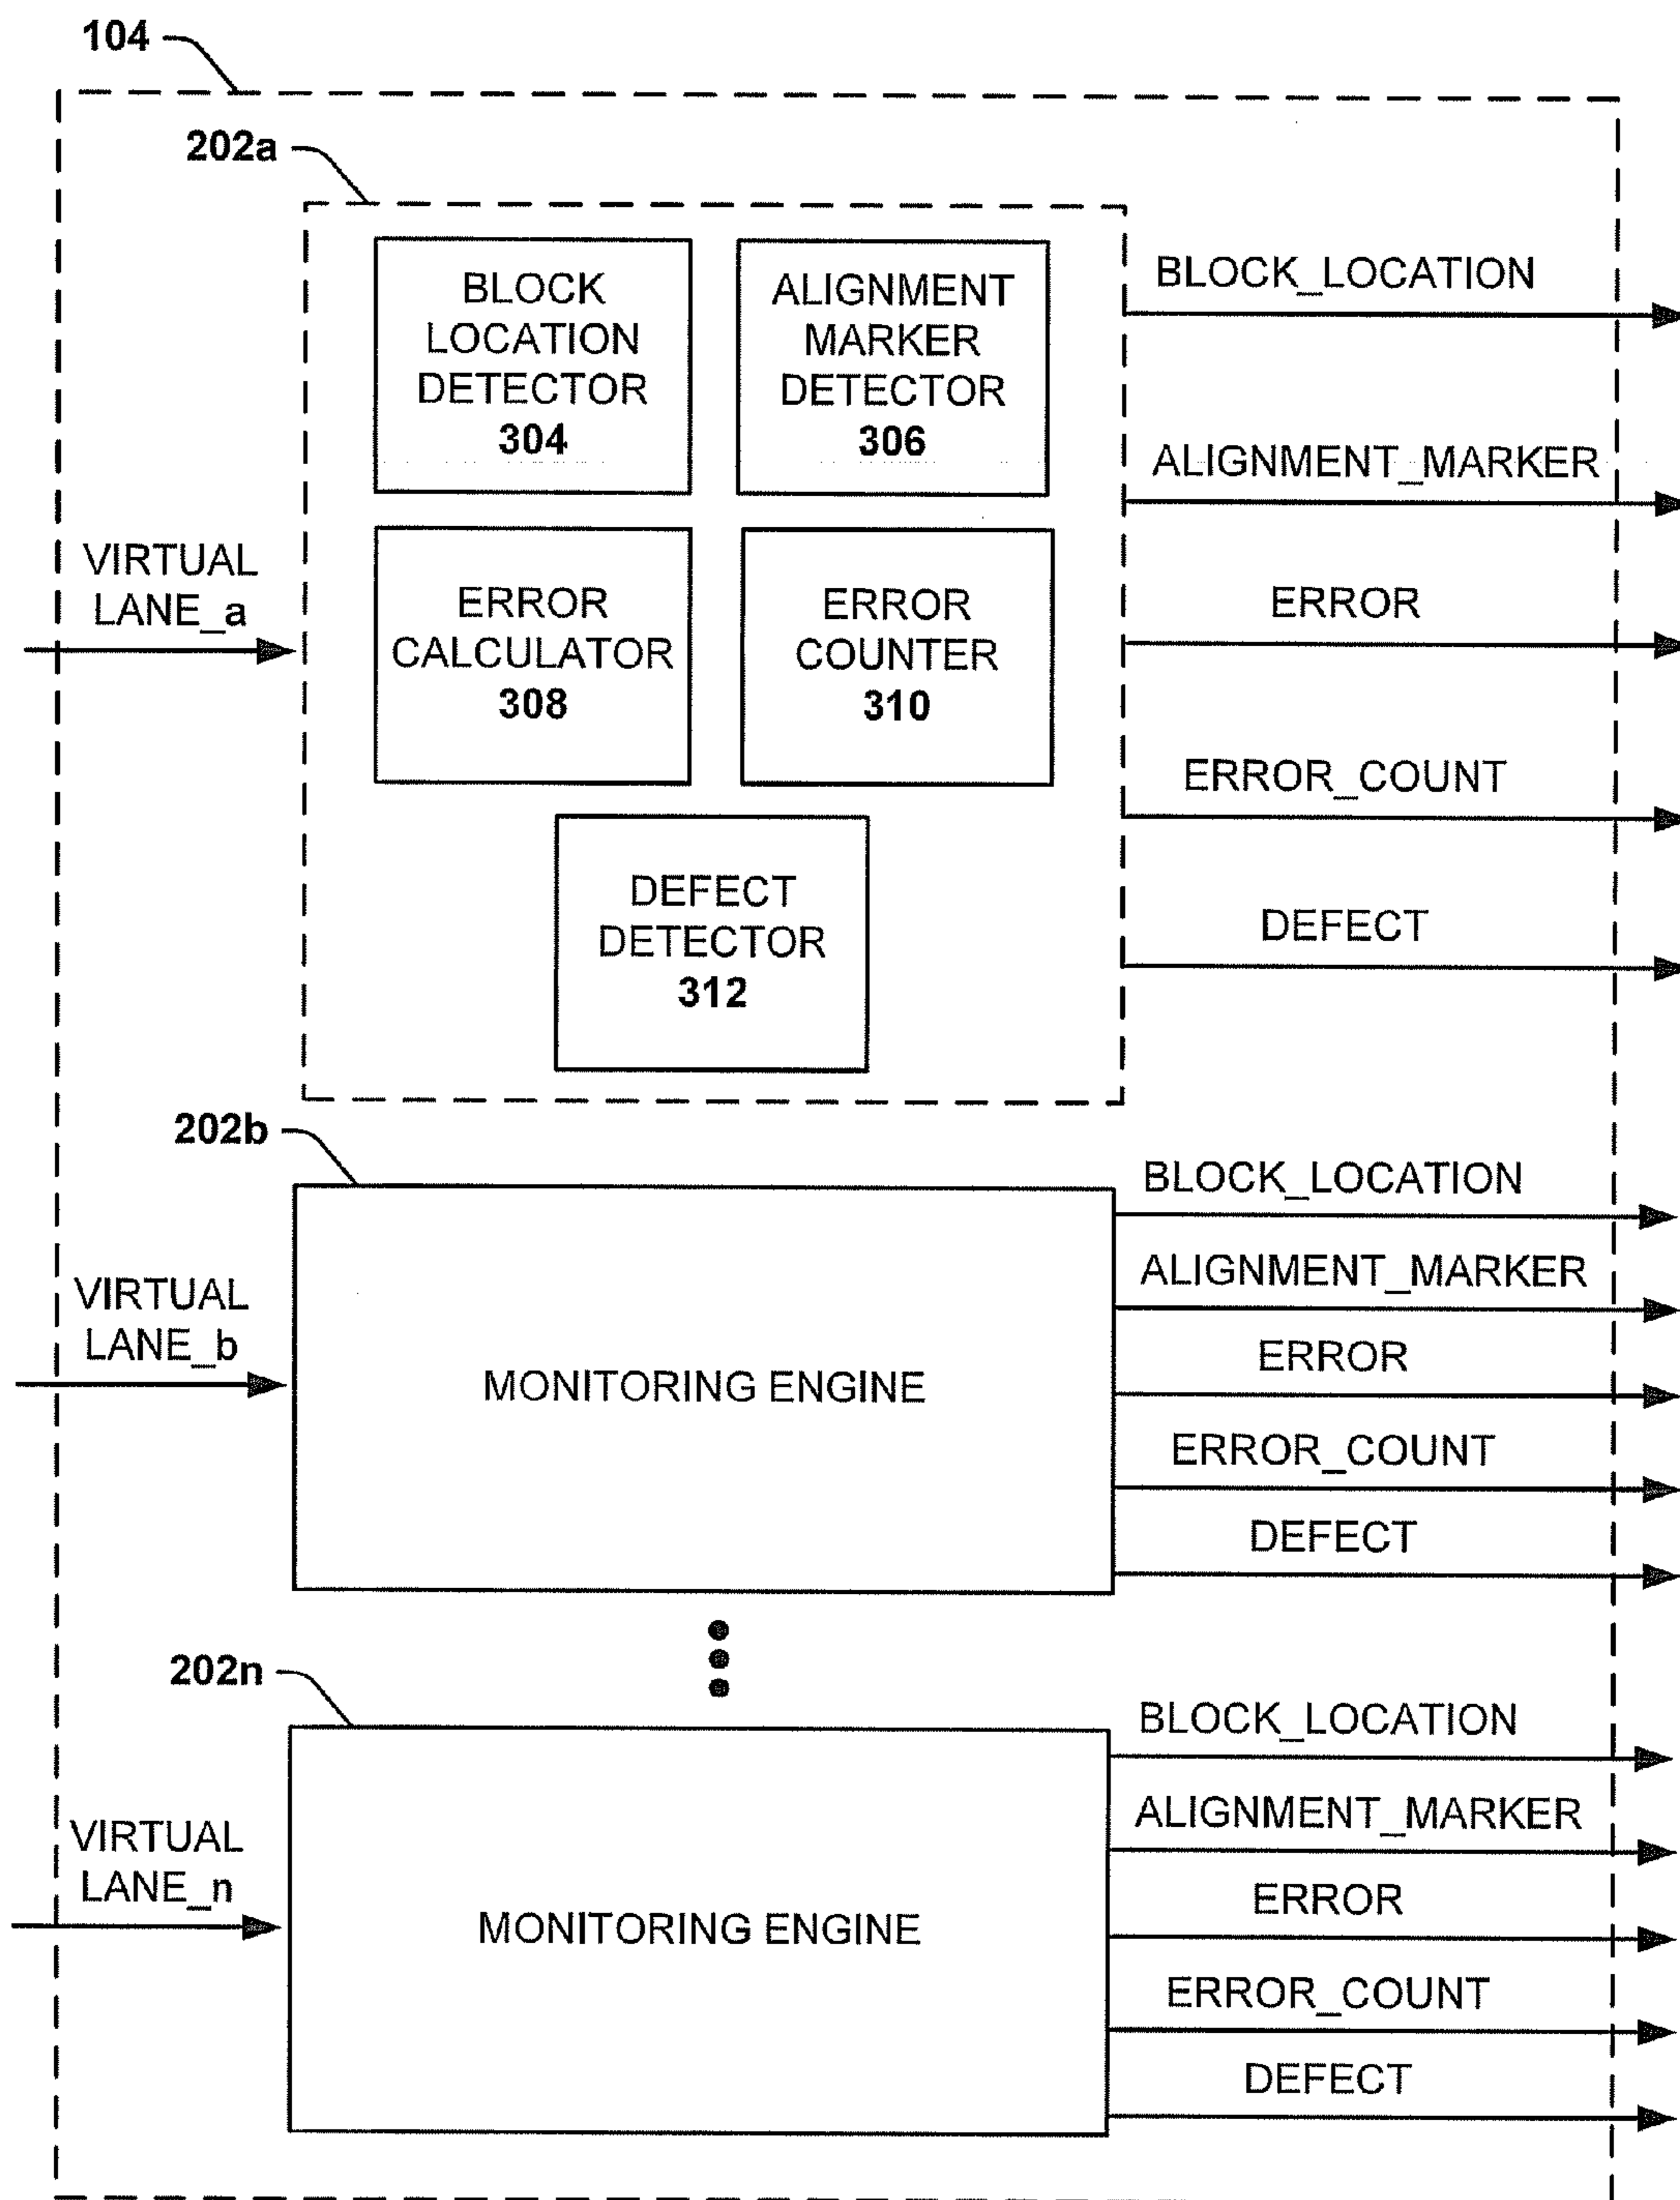 104
202a
BLOCK
LOCATION
DETECTOR
304
ALIGNMENT
MARKER
DETECTOR
306
BLOCK_LOCATION
ALIGNMENT_MARKER
VIRTUAL
LANE_a
ERROR
CALCULATOR
308
ERROR
COUNTER
310
ERROR
ERROR_COUNT
DEFECT
DETECTOR
312
DEFECT
202b
VIRTUAL
LANE_b
MONITORING ENGINE
BLOCK_LOCATION
ALIGNMENT_MARKER
ERROR
ERROR_COUNT
DEFECT
202n
VIRTUAL
LANE_n
MONITORING ENGINE
BLOCK_LOCATION
ALIGNMENT_MARKER
ERROR
ERROR_COUNT
DEFECT